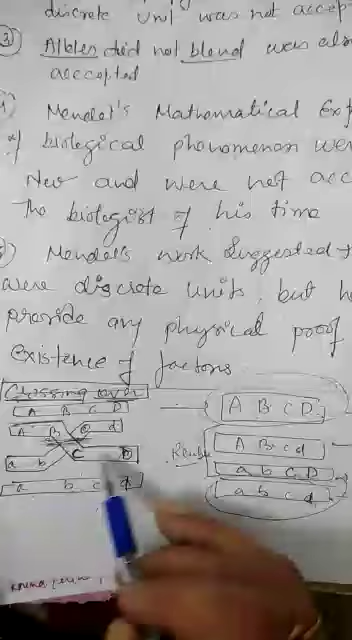 discrete unit was not accep
③ Alleles did not blend was als
acccepted
Mendel's Mathematical Exp
of biological phenomenon wer
New and were not acc
The biologist of his time
Mendel's work suggested t
were discrete units, but h
provide any physical proof
existence of factors
Crossing over
A B C D
A B c d
a b C D
a b c d
A B C D
A B c d
a b C D
a b c d